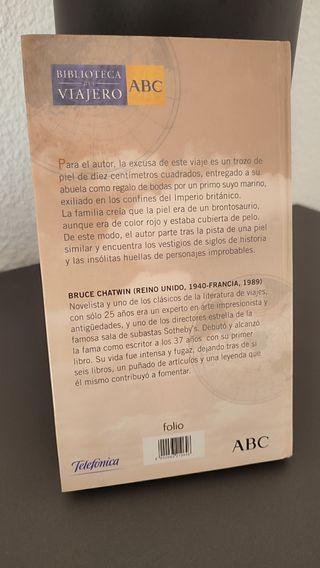 BIBLIOTECA
DEL
VIAJERO
ABC
Para el autor, la excusa de este viaje es un trozo de
piel de diez centímetros cuadrados, entregado a su
abuela como regalo de bodas por un primo suyo marino,
exiliado en los confines del Imperio británico.
La familia creía que la piel era de un brontosaurio,
aunque era de color rojo y estaba cubierta de pelo.
De este modo, el autor parte tras la pista de una piel
similar y encuentra los vestigios de siglos de historia
y las insólitas huellas de personajes improbables.
BRUCE CHATWIN (REINO UNIDO, 1940-FRANCIA, 1989)
Novelista y uno de los clásicos de la literatura de viajes,
con sólo 25 años era un experto en arte impresionista y
antigüedades, y uno de los directores estrella de la
famosa sala de subastas Sotheby's. Debutó y alcanzó
la fama como escritor a los 37 años con su primer
libro. Su vida fue intensa y fugaz, dejando tras de sí
seis libros, un puñado de artículos y una leyenda que
él mismo contribuyó a fomentar.
folio
Telefónica
ABC